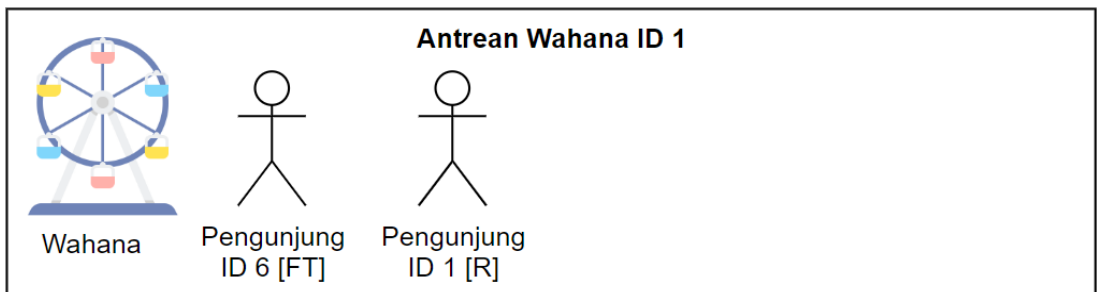 Antrean Wahana ID 1
Wahana
Pengunjung
ID 6 [FT]
Pengunjung
ID 1 [R]